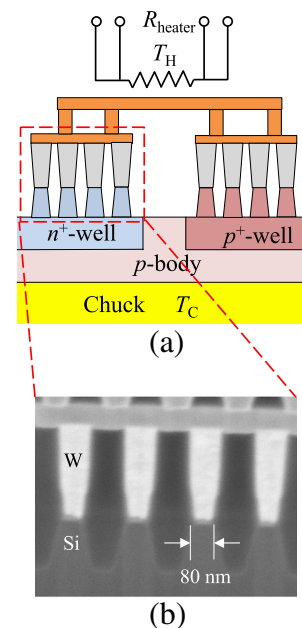 R_heater
T_H
n⁺-well
p⁺-well
p-body
Chuck T_C
(a)
W
Si
80 nm
(b)